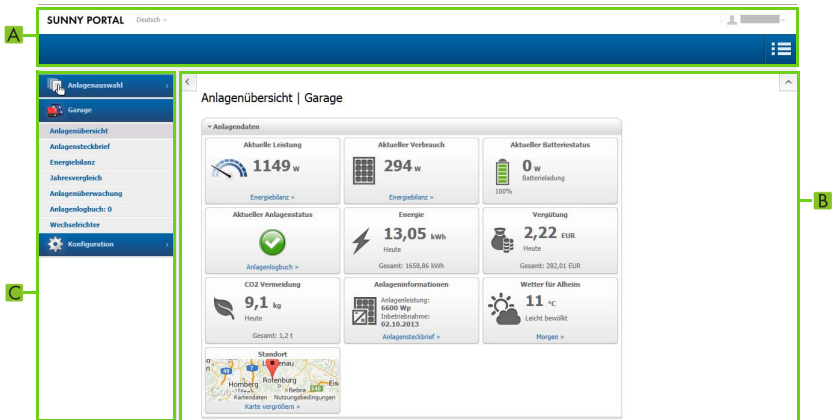 SUNNY PORTAL Deutsch
A
Anlagenauswahl
Garage
Anlagenübersicht
Anlagensteckbrief
Energiebilanz
Jahresvergleich
Anlagenüberwachung
Anlagenlogbuch: 0
Wechselrichter
Konfiguration
C
B
Anlagenübersicht | Garage
Anlagendaten
Aktuelle Leistung
1149 W
Energiebilanz »
Aktueller Verbrauch
294 W
Energiebilanz »
Aktueller Batteriestatus
0 W
Batterieladung
100%
Aktueller Anlagenstatus
Anlagenlogbuch »
Energie
13,05 kWh
Heute
Gesamt: 1658,86 kWh
Vergütung
2,22 EUR
Heute
Gesamt: 282,01 EUR
CO2 Vermeidung
9,1 kg
Heute
Gesamt: 1,2 t
Anlageninformationen
Anlagenleistung:
6600 Wp
Inbetriebnahme:
02.10.2013
Anlagensteckbrief »
Wetter für Alheim
11 °C
Leicht bewölkt
Morgen »
Standort
Homberg
Rotenburg
Bebra
Kartendaten Nutzungsbedingungen
Karte vergrößern »